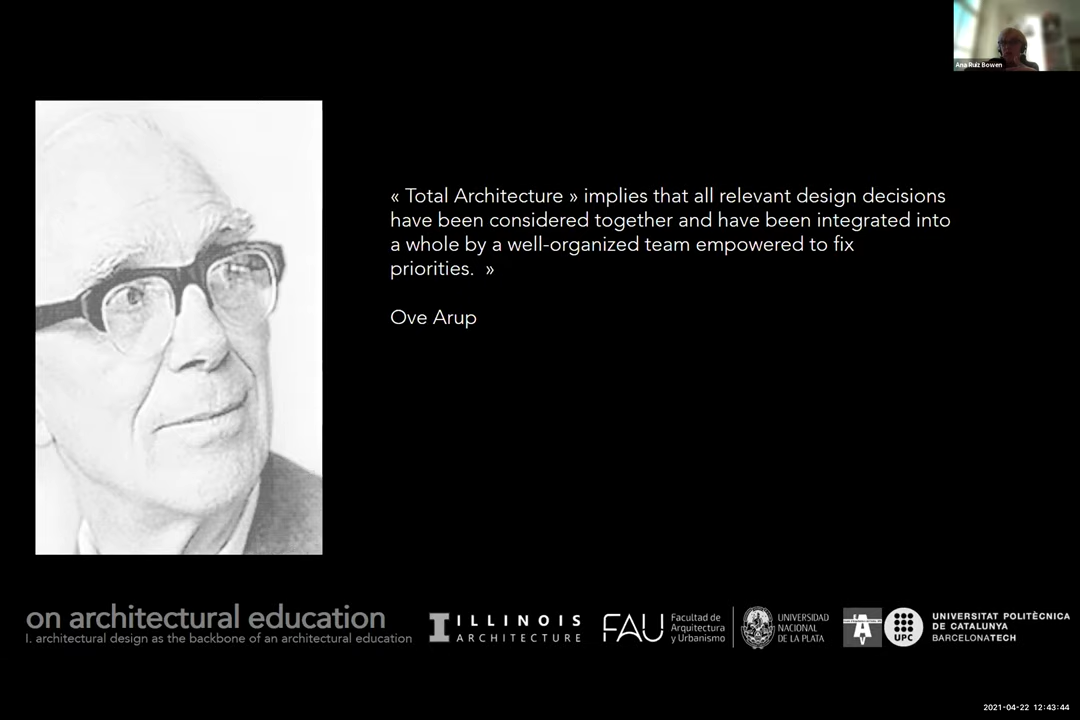 Ana Ruiz Bowen
« Total Architecture » implies that all relevant design decisions
have been considered together and have been integrated into
a whole by a well-organized team empowered to fix
priorities.  »
Ove Arup
on architectural education
I. architectural design as the backbone of an architectural education
ILLINOIS
ARCHITECTURE
FAU
Facultad de
Arquitectura
y Urbanismo
UNIVERSIDAD
NACIONAL
DE LA PLATA
UPC
UNIVERSITAT POLITÈCNICA
DE CATALUNYA
BARCELONATECH
2021-04-22 12:43:44